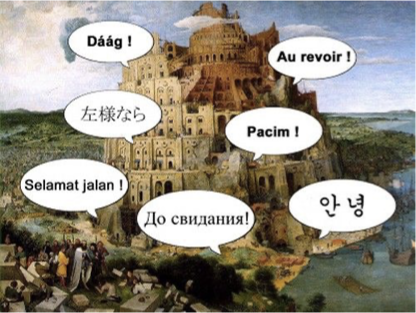 Dáág !
Au revoir !
左様なら
Pacim !
Selamat jalan !
До свидания!
안 녕